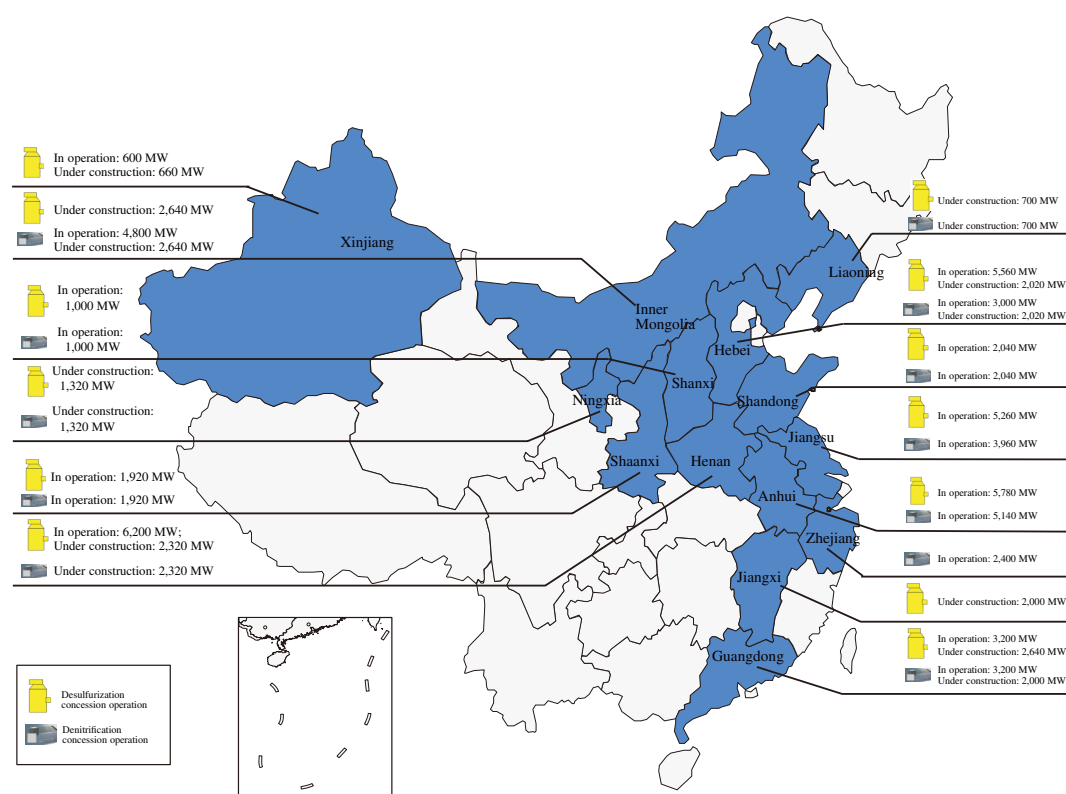 In operation: 600 MW
Under construction: 660 MW
Under construction: 2,640 MW
In operation: 4,800 MW
Under construction: 2,640 MW
In operation:
1,000 MW
In operation:
1,000 MW
Under construction:
1,320 MW
Under construction:
1,320 MW
In operation: 1,920 MW
In operation: 1,920 MW
In operation: 6,200 MW;
Under construction: 2,320 MW
Under construction: 2,320 MW
Xinjiang
Inner
Mongolia
Liaoning
Hebei
Shanxi
Ningxia
Shandong
Jiangsu
Shaanxi
Henan
Anhui
Zhejiang
Jiangxi
Guangdong
Under construction: 700 MW
Under construction: 700 MW
In operation: 5,560 MW
Under construction: 2,020 MW
In operation: 3,000 MW
Under construction: 2,020 MW
In operation: 2,040 MW
In operation: 2,040 MW
In operation: 5,260 MW
In operation: 3,960 MW
In operation: 5,780 MW
In operation: 5,140 MW
In operation: 2,400 MW
Under construction: 2,000 MW
In operation: 3,200 MW
Under construction: 2,640 MW
In operation: 3,200 MW
Under construction: 2,000 MW
Desulfurization
concession operation
Denitrification
concession operation